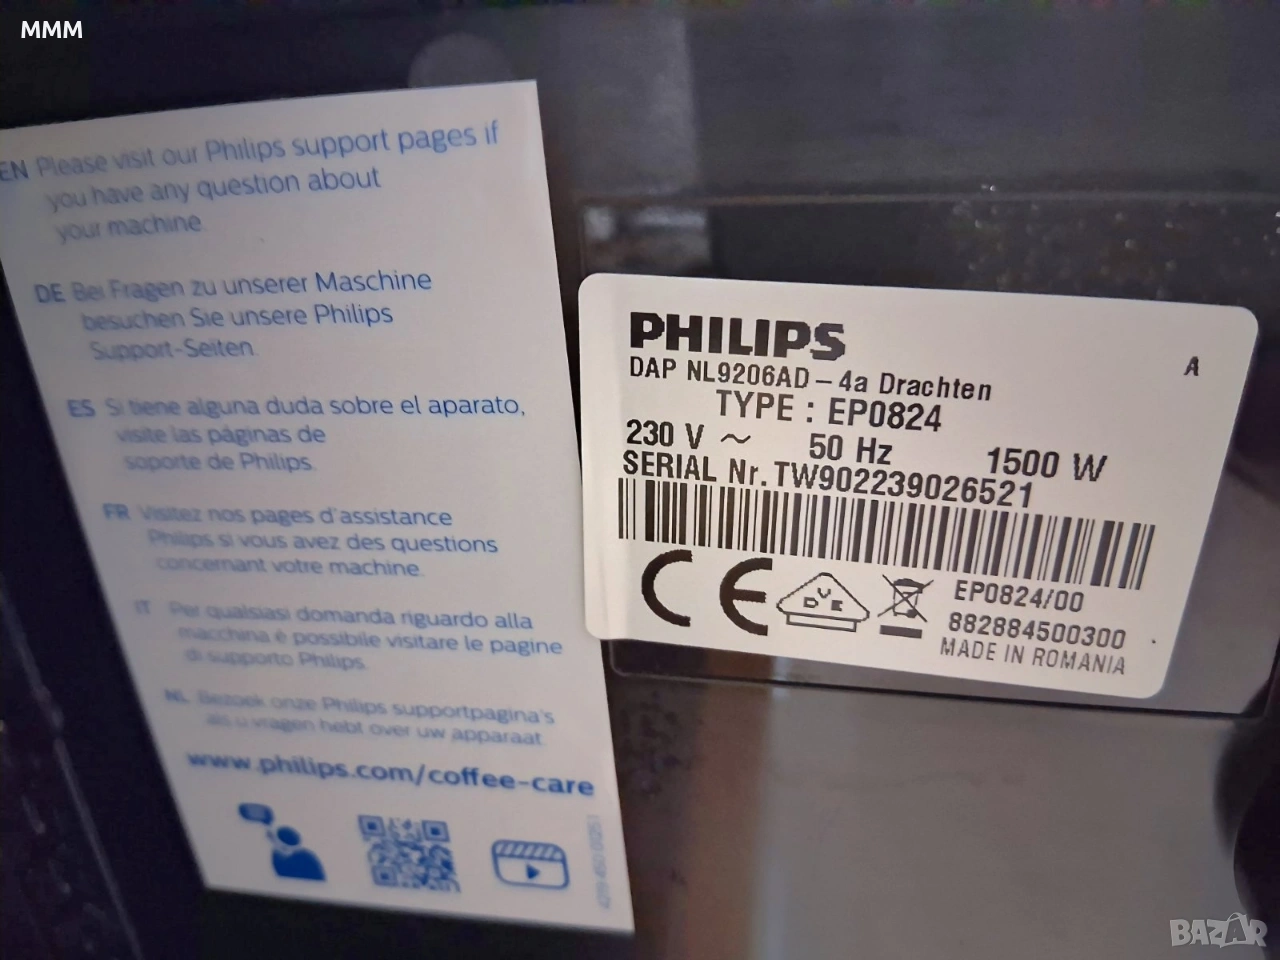 MMM
EN Please visit our Philips support pages if
you have any question about
your machine
DE Bei Fragen zu unserer Maschine
besuchen Sie unsere Philips
Support-Seiten
ES Si tiene alguna duda sobre el aparato,
visite las páginas de
soporte de Philips.
FR Visitez nos pages d'assistance
Philips si vous avez des questions
concernant votre machine.
IT Per qualsiasi domanda riguardo alla
macchina è possibile visitare le pagine
di supporto Philips.
NL Bezoek onze Philips supportpagina's
als u vragen hebt over uw apparaat
www.philips.com/coffee-care
PHILIPS
A
DAP NL9206AD – 4a Drachten
TYPE : EP0824
230 V ~ 50 Hz 1500 W
SERIAL Nr. TW902239026521
CE
DVE
EP0824/00
882884500300
MADE IN ROMANIA
BAZAR